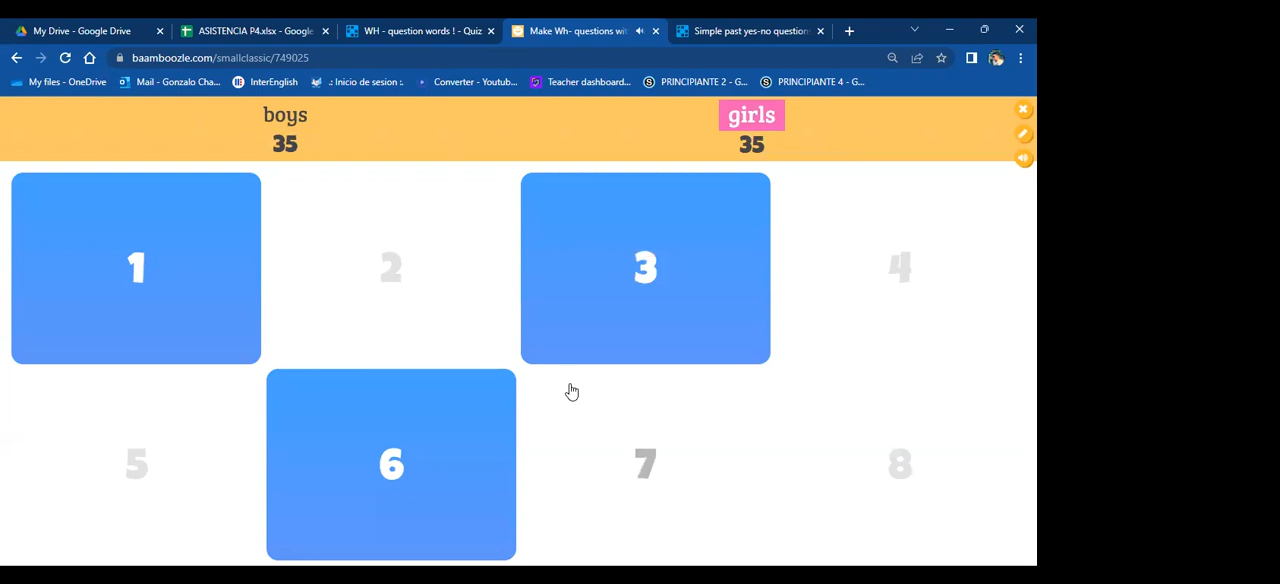 My Drive - Google Drive
ASISTENCIA P4.xlsx - Google
WH - question words ! - Quiz
Make Wh- questions wit
Simple past yes-no question
baamboozle.com/smallclassic/749025
My files - OneDrive
Mail - Gonzalo Cha...
InterEnglish
.: Inicio de sesion :.
Converter - Youtub...
Teacher dashboard...
PRINCIPIANTE 2 - G...
PRINCIPIANTE 4 - G...
boys
girls
35
35
1
2
3
4
5
6
7
8